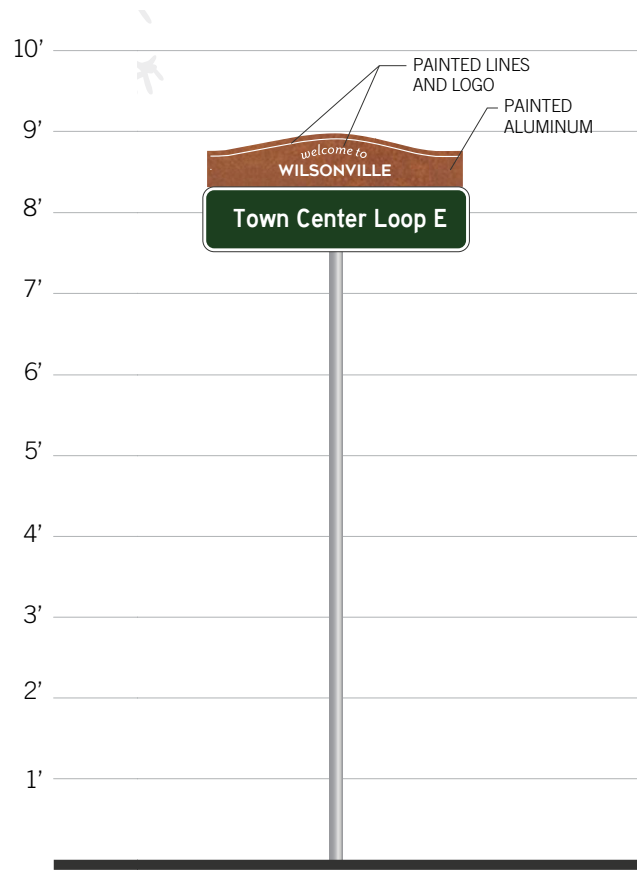 10’
PAINTED LINES
AND LOGO
PAINTED
ALUMINUM
9’
welcome to
WILSONVILLE
8’
Town Center Loop E
7’
6’
5’
4’
3’
2’
1’